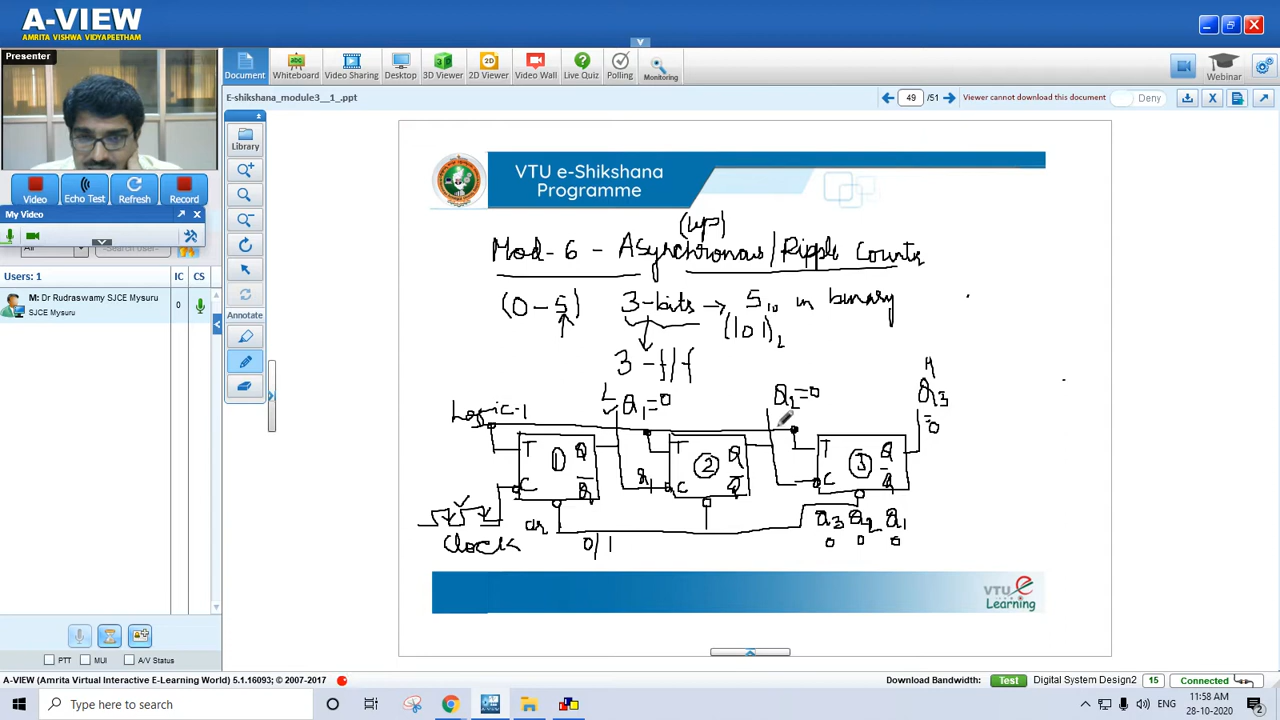 A-VIEW
AMRITA VISHWA VIDYAPEETHAM
Presenter
Document
Whiteboard
Video Sharing
Desktop
3D Viewer
2D Viewer
Video Wall
Live Quiz
Polling
Monitoring
Webinar
E-shikshana_module3__1_.ppt
49 /51
Viewer cannot download this document
Deny
Video
Echo Test
Refresh
Record
My Video
All
Users: 1
IC
CS
M: Dr Rudraswamy SJCE Mysuru
0
SJCE Mysuru
Library
Annotate
VTU e-Shikshana
Programme
(up)
Mod-6 - Asynchronous/Ripple Counter
(0-5) 3-bits → 5₁₀ in binary
(101)₂
3-f/f
Logic-1
L
Q₁=0
Q₂=0
M
Q₃
=0
T Q
1
C Q̅
T Q
2
C Q̅
T Q
3
C Q̅
Q₁
Clock
clr
0/1
Q₃ Q₂ Q₁
0 0 0
VTU e
Learning
PTT
MUI
A/V Status
A-VIEW (Amrita Virtual Interactive E-Learning World) 5.1.16093; © 2007-2017
Download Bandwidth:
Test
Digital System Design2
15
Connected
Type here to search
ENG
11:58 AM
28-10-2020
2